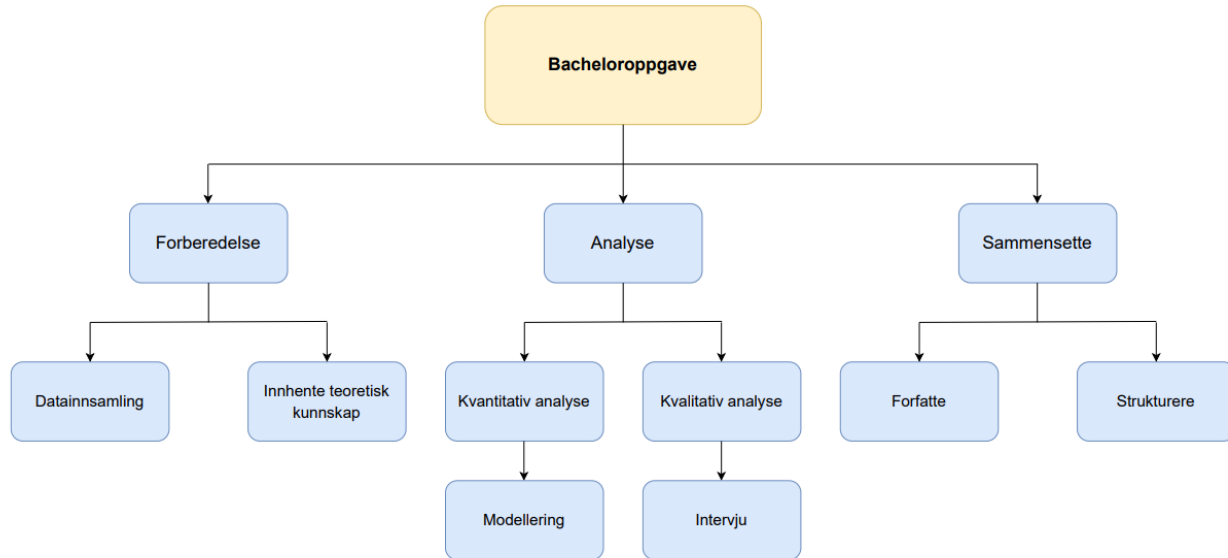 Bacheloroppgave
Forberedelse
Analyse
Sammensette
Datainnsamling
Innhente teoretisk
kunnskap
Kvantitativ analyse
Kvalitativ analyse
Forfatte
Strukturere
Modellering
Intervju